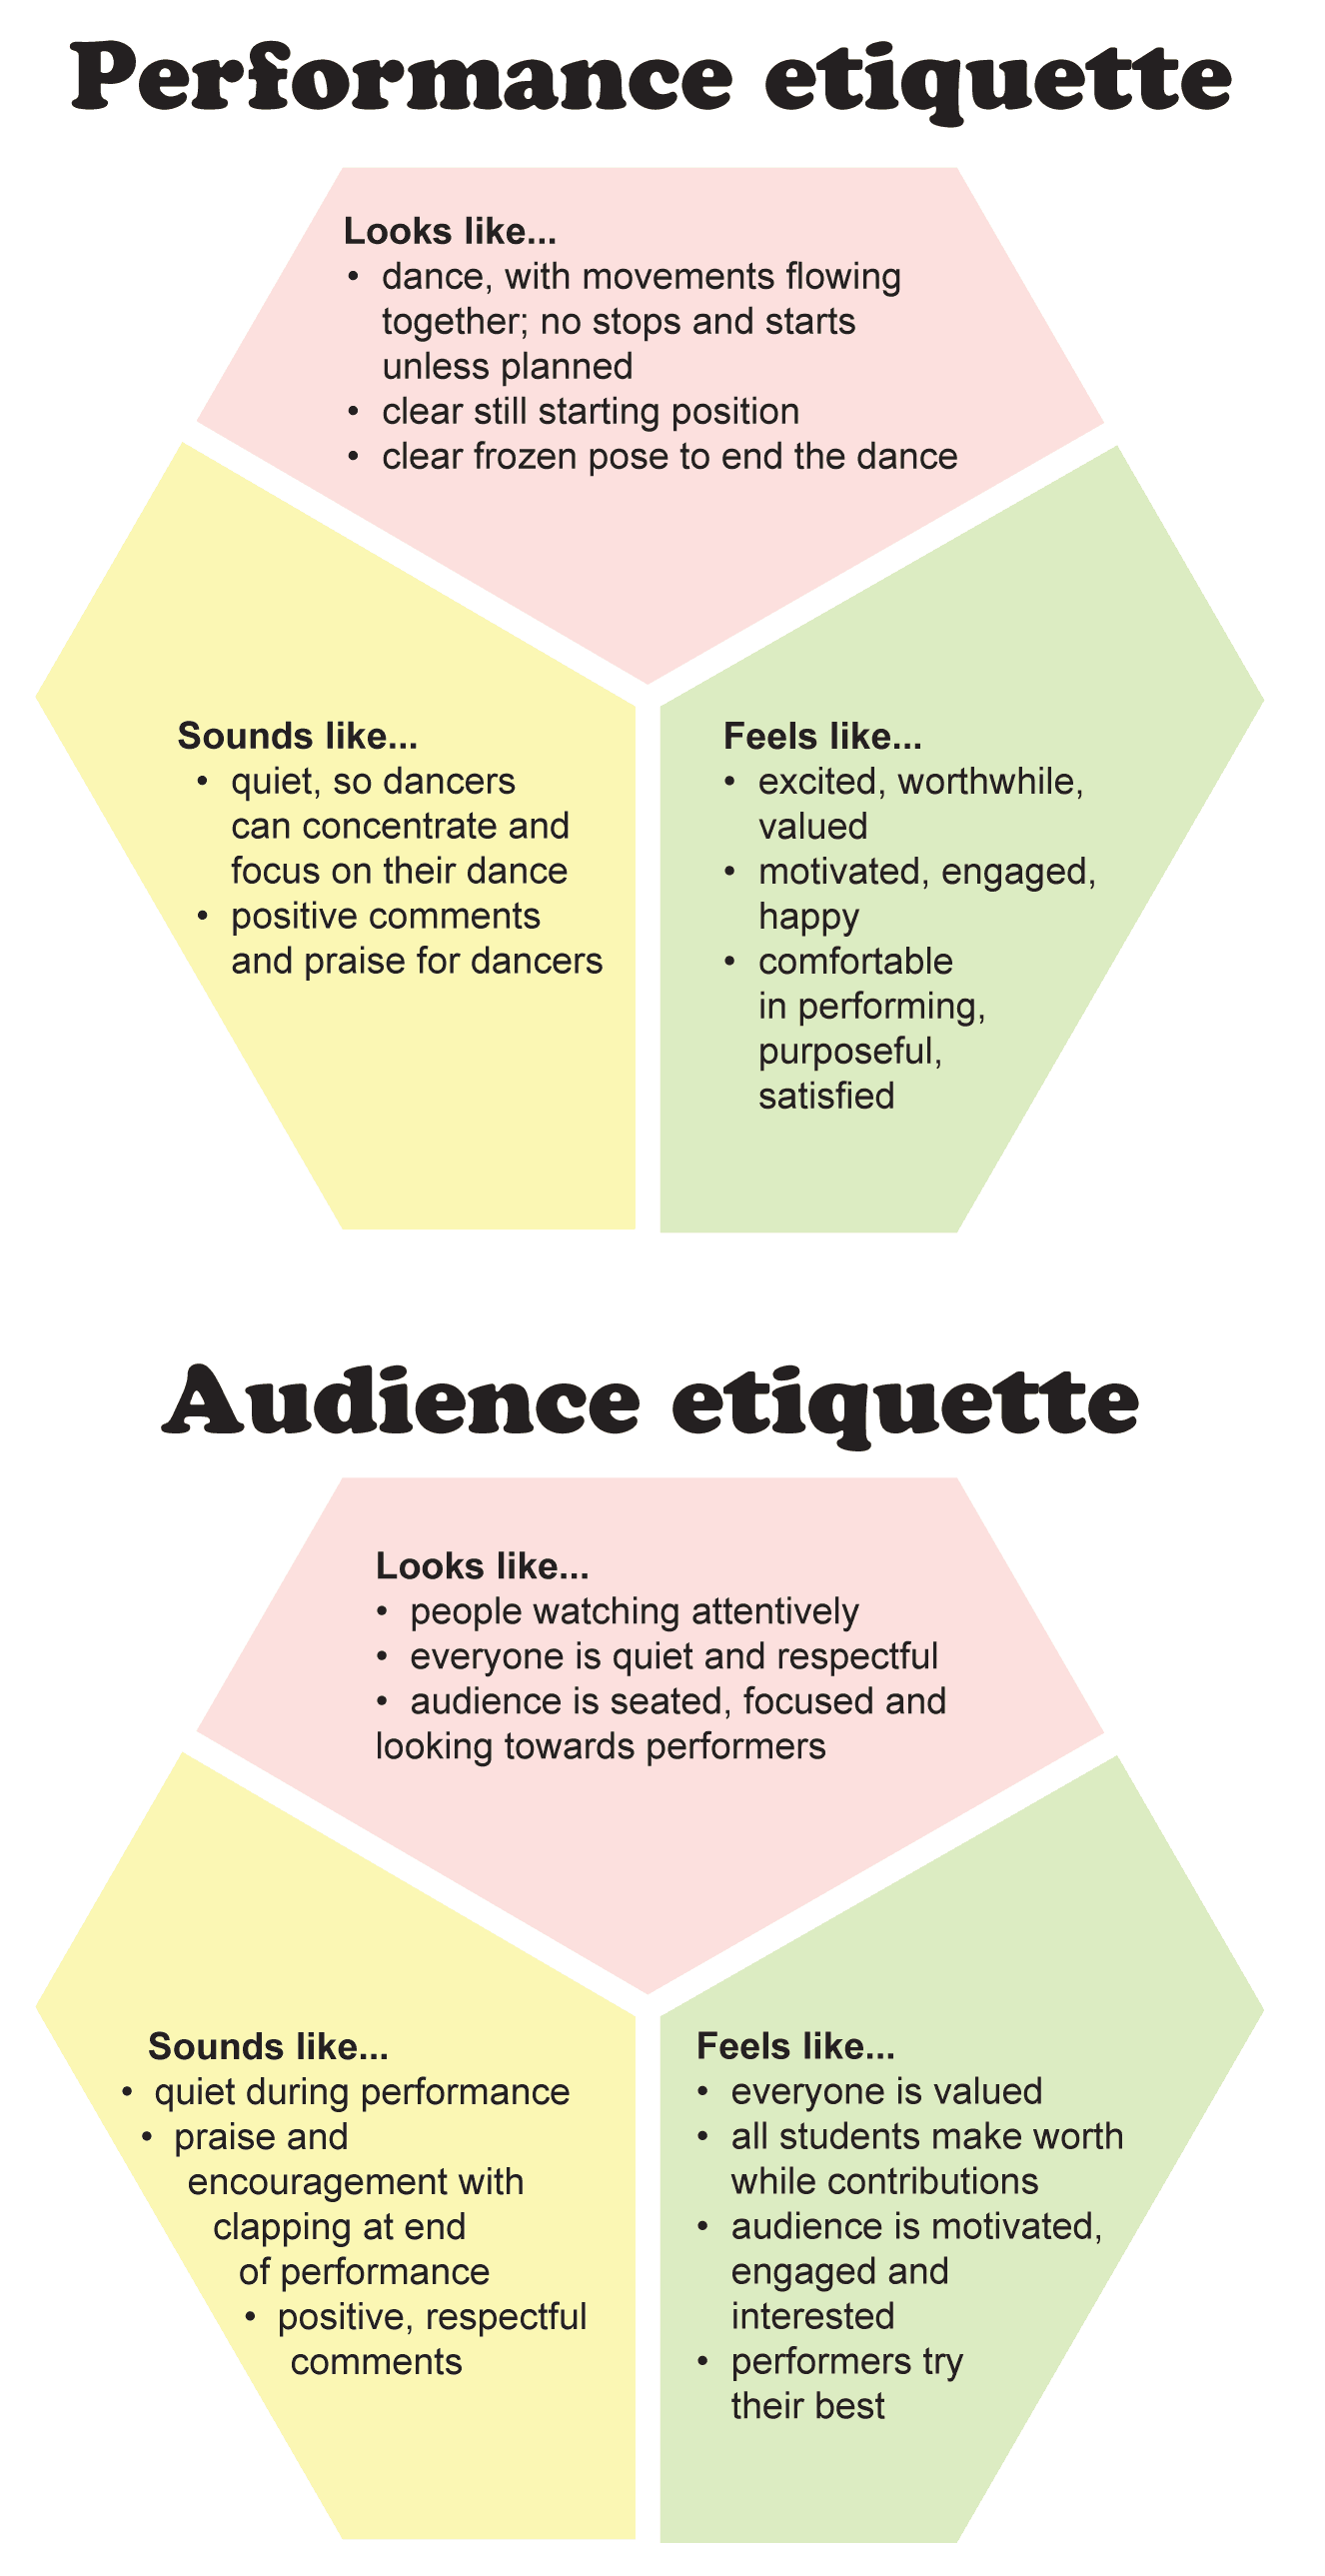 Performance etiquette
Looks like...
• dance, with movements flowing
together; no stops and starts
unless planned
• clear still starting position
• clear frozen pose to end the dance
Sounds like...
• quiet, so dancers
can concentrate and
focus on their dance
• positive comments
and praise for dancers
Feels like...
• excited, worthwhile,
valued
• motivated, engaged,
happy
• comfortable
in performing,
purposeful,
satisfied
Audience etiquette
Looks like...
• people watching attentively
• everyone is quiet and respectful
• audience is seated, focused and
looking towards performers
Sounds like...
• quiet during performance
• praise and
encouragement with
clapping at end
of performance
• positive, respectful
comments
Feels like...
• everyone is valued
• all students make worth
while contributions
• audience is motivated,
engaged and
interested
• performers try
their best